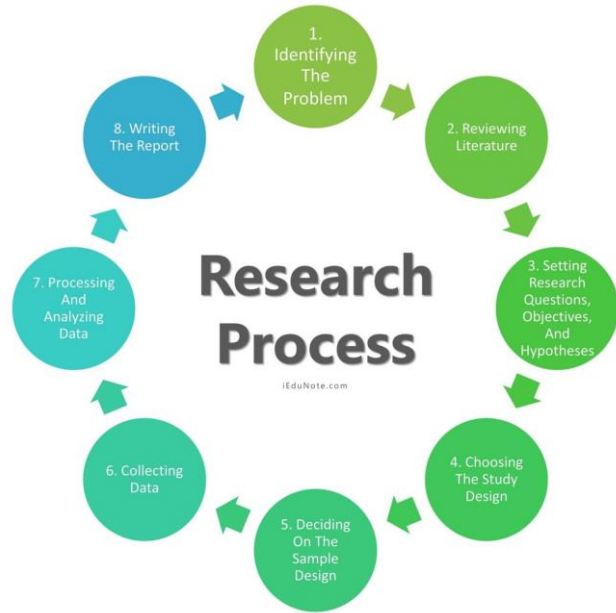 1.
Identifying
The
Problem
2. Reviewing
Literature
3. Setting
Research
Questions,
Objectives,
And
Hypotheses
4. Choosing
The Study
Design
5. Deciding
On The
Sample
Design
6. Collecting
Data
7. Processing
And
Analyzing
Data
8. Writing
The Report
Research
Process
iEduNote.com